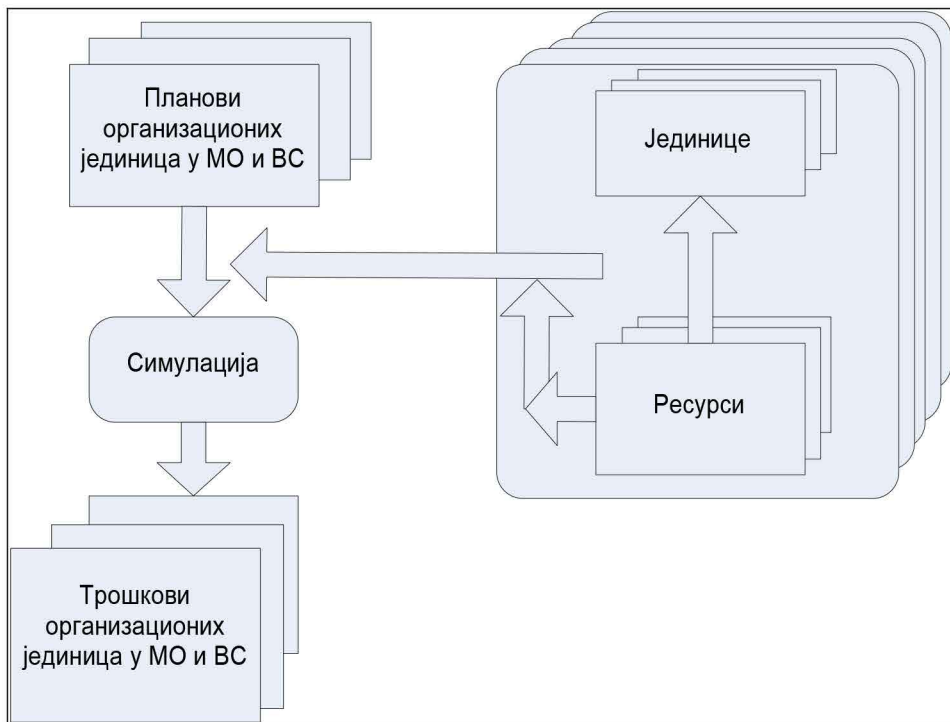 Планови
организационих
јединица у МО и ВС
Јединице
Симулација
Ресурси
Трошкови
организационих
јединица у МО и ВС